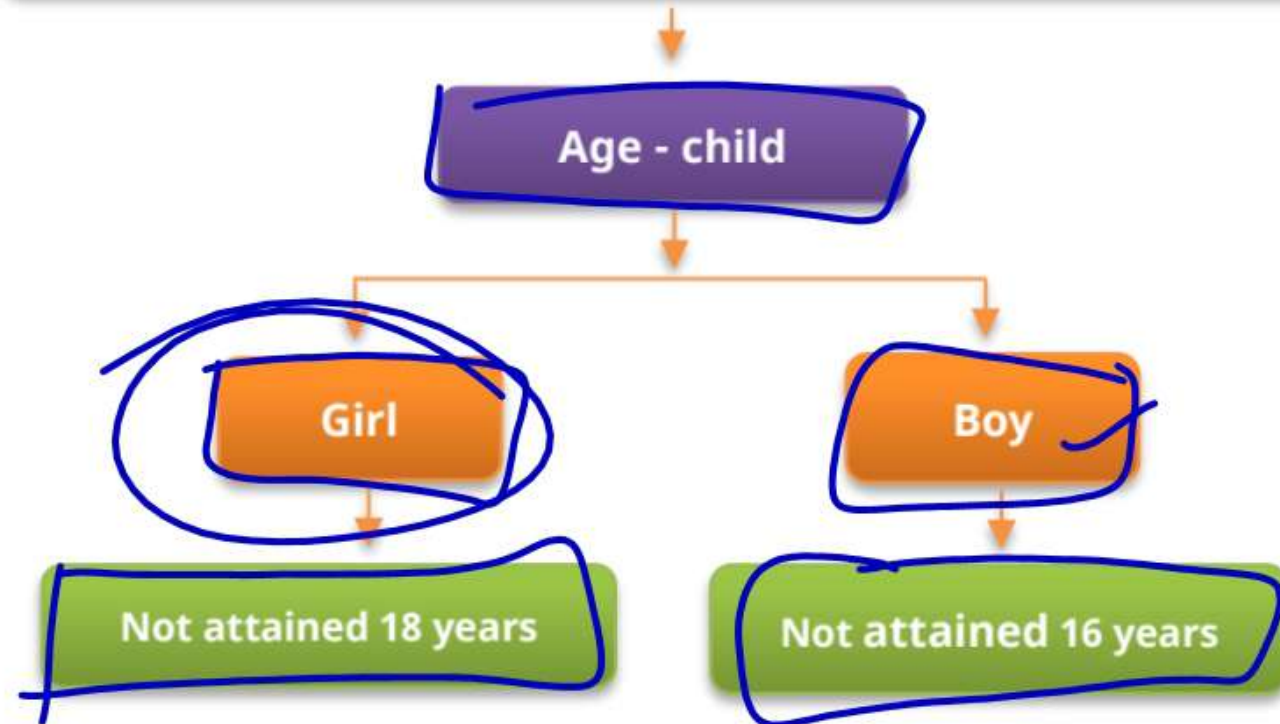 Age - child
Girl
Boy
Not attained 18 years
Not attained 16 years